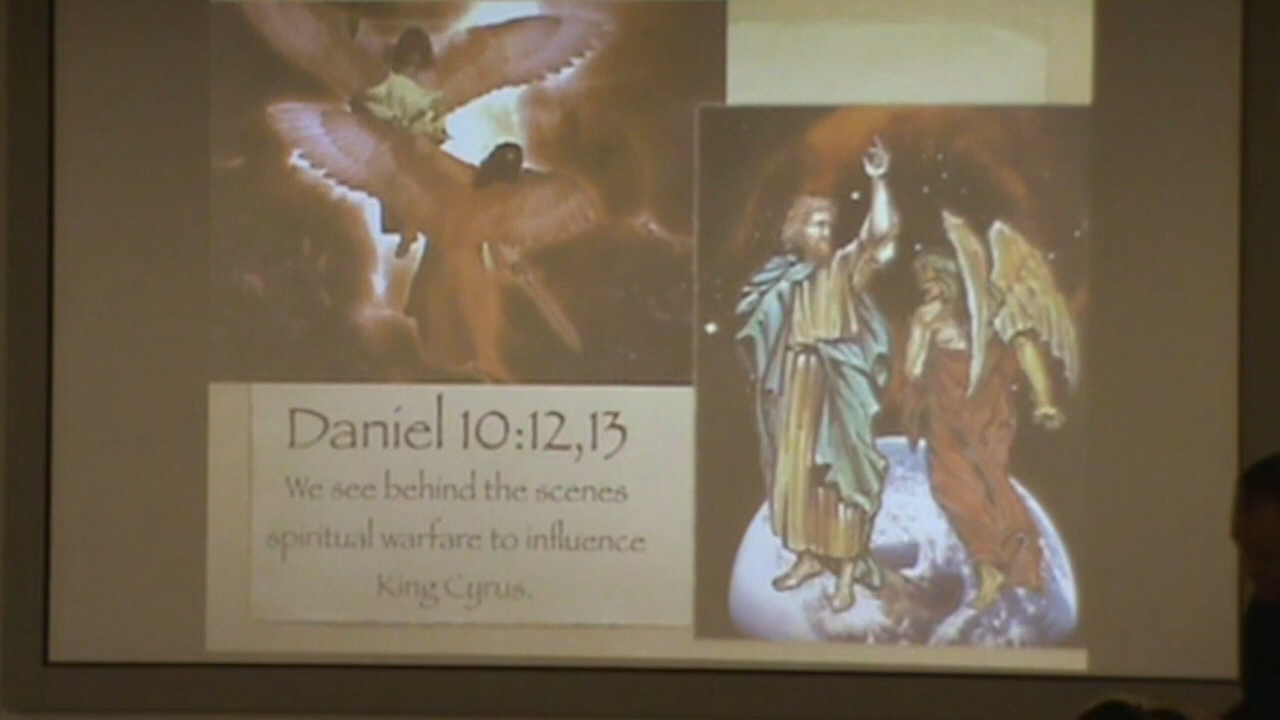 Daniel 10:12,13
We see behind the scenes
spiritual warfare to influence
King Cyrus.